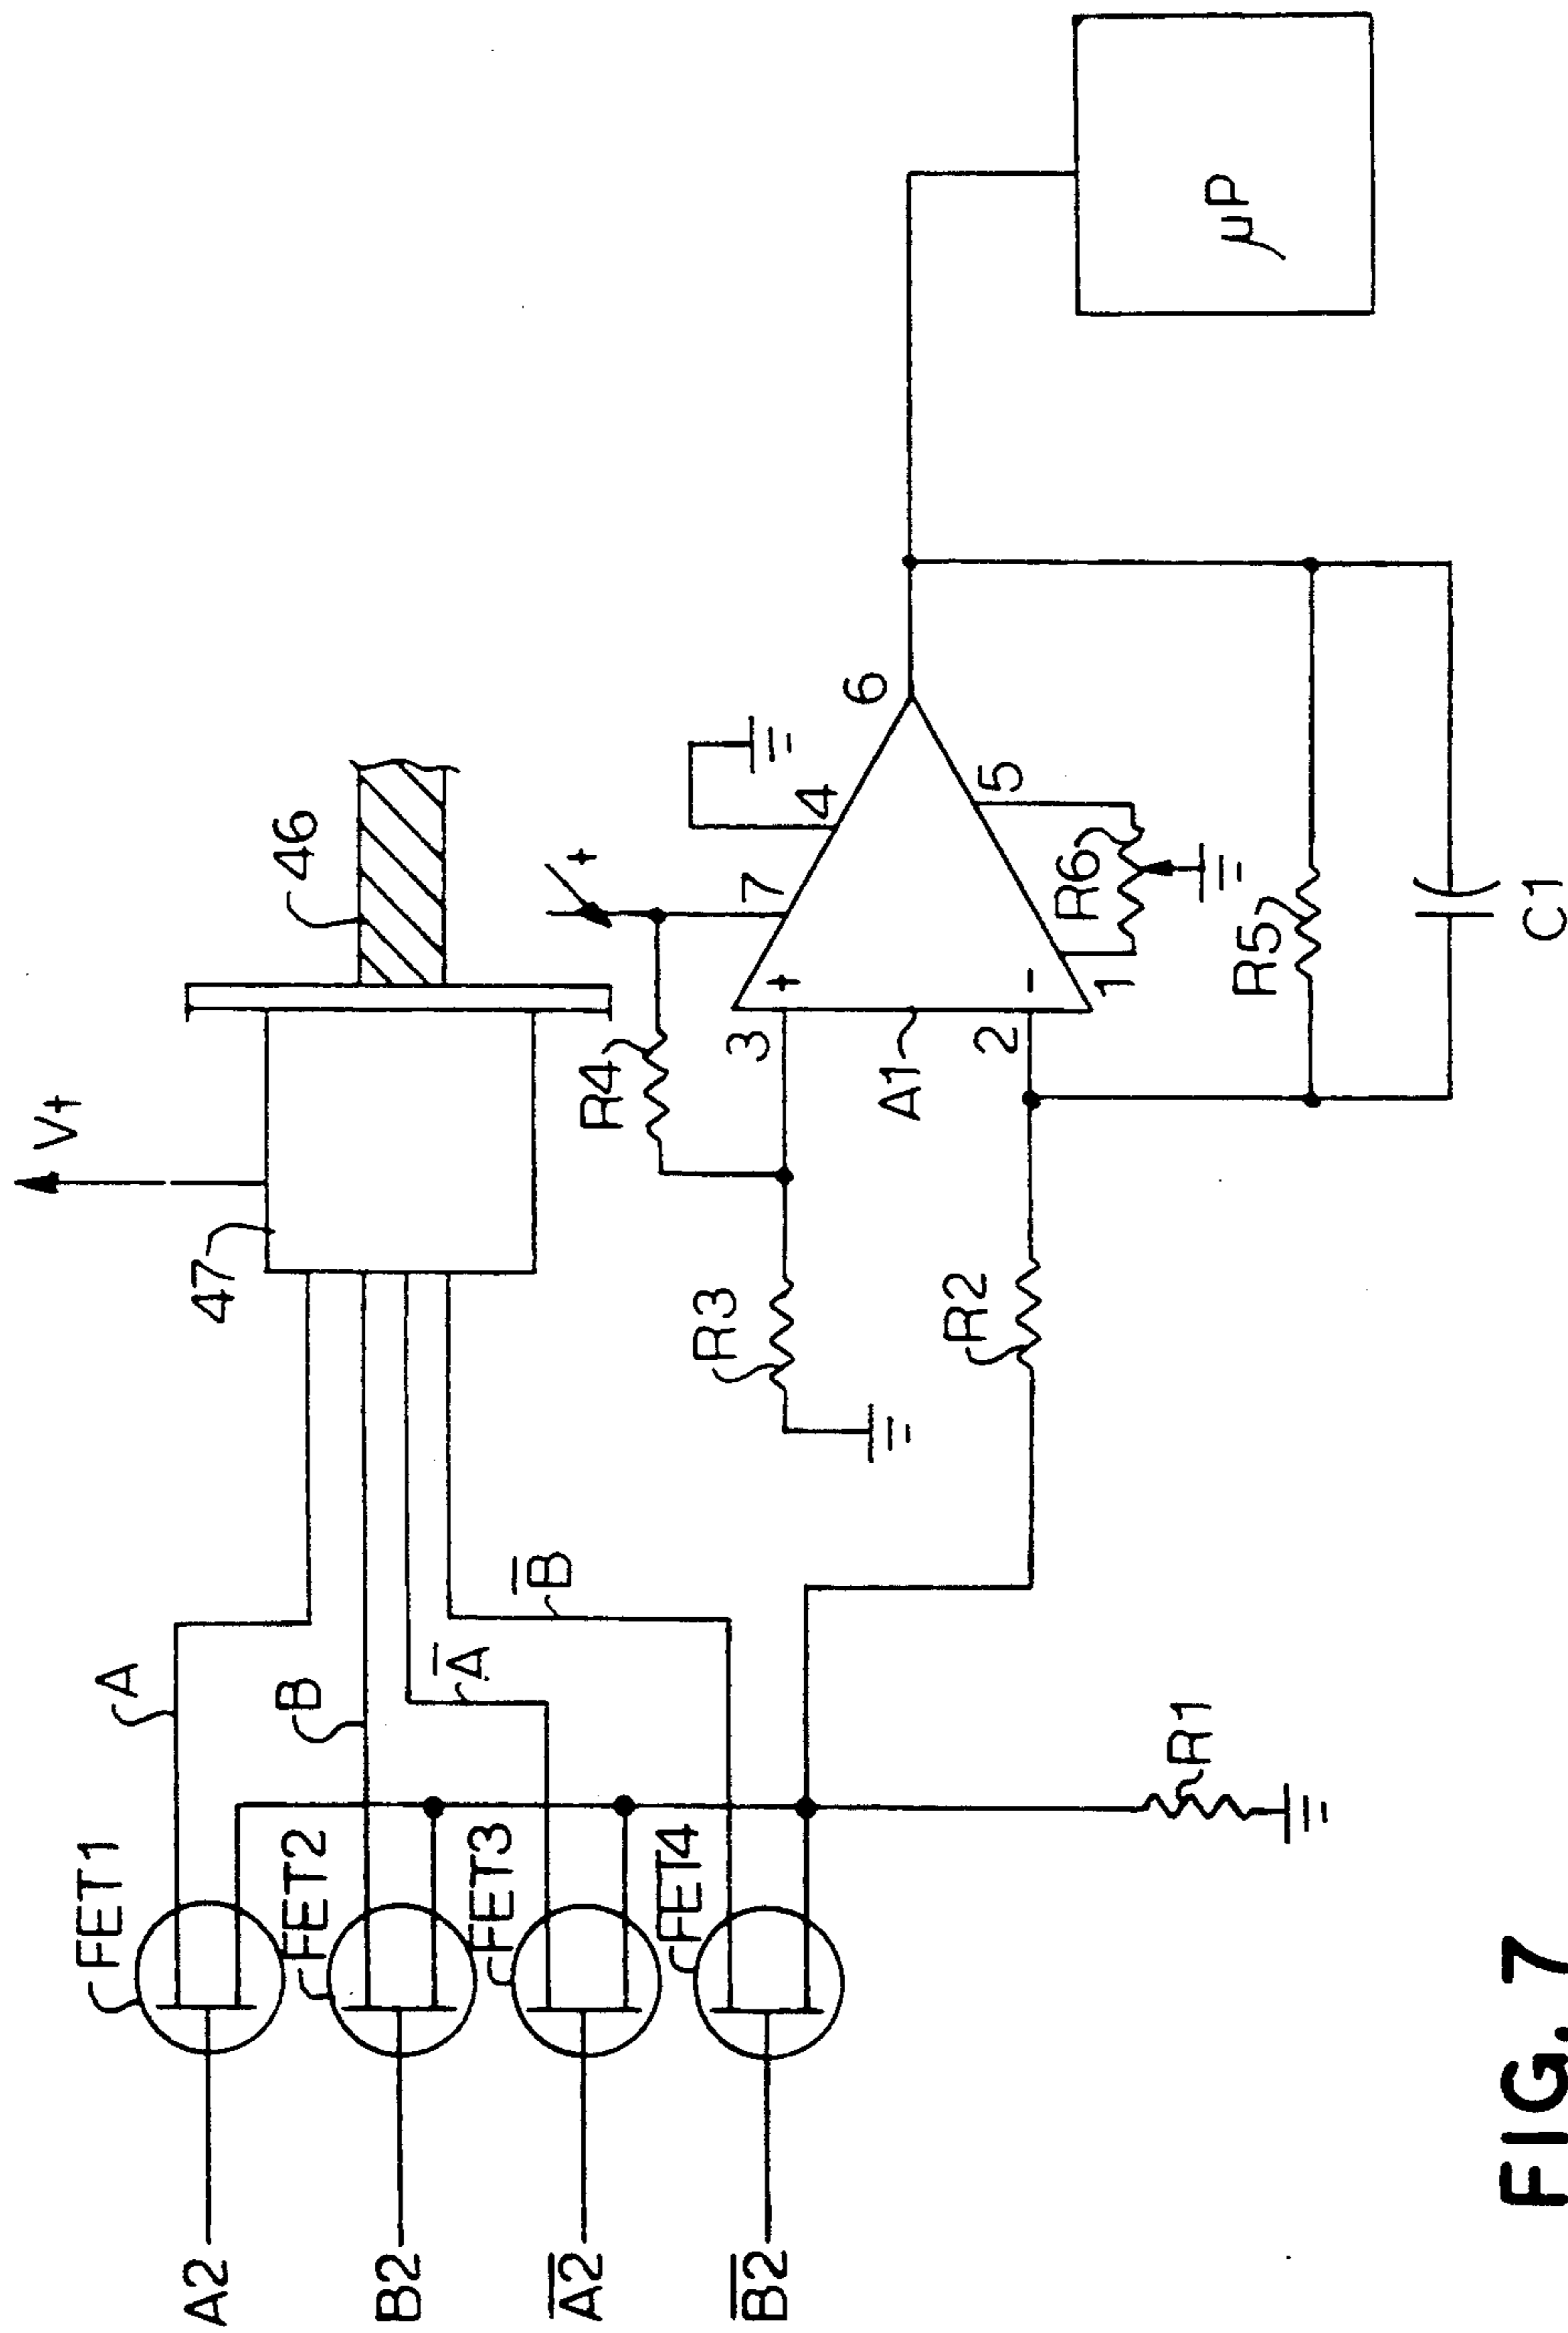 V+
47
46
A
B
A̅
B̅
FET1
FET2
FET3
FET4
A2
B2
A̅2̅
B̅2̅
R1
R2
R3
R4
+
7
4
3
+
6
A1
2
−
1
5
R6
R5
C1
μP
FIG. 7